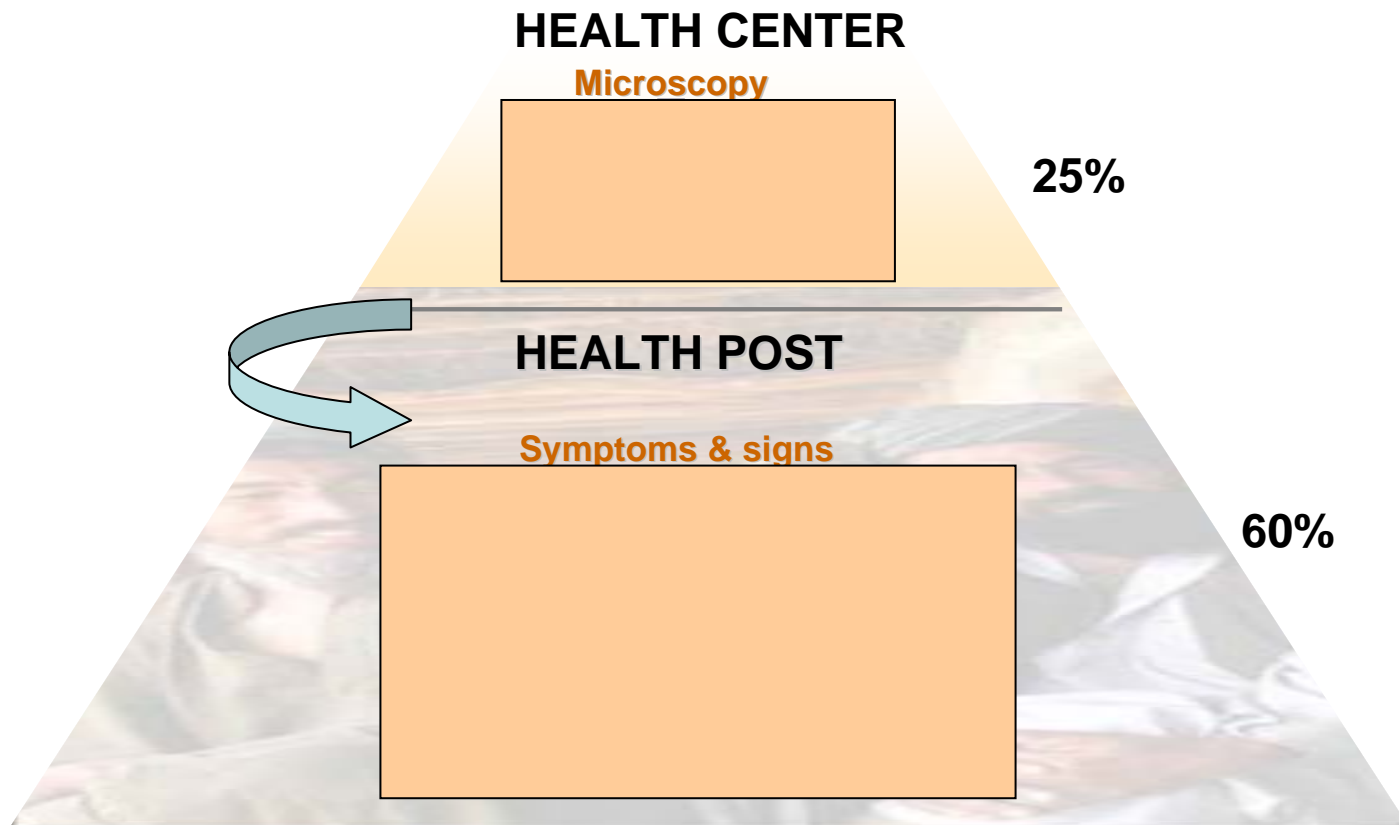 HEALTH CENTER
Microscopy
25%
HEALTH POST
Symptoms & signs
60%